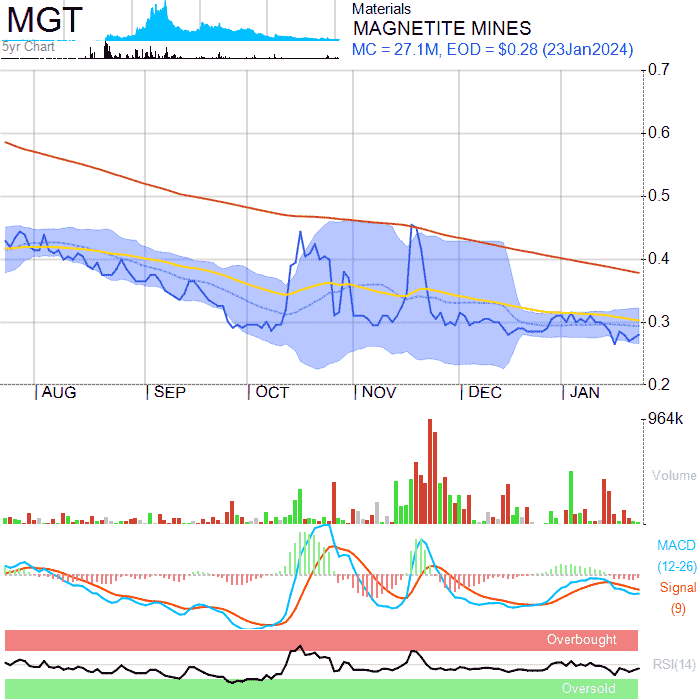 MGT
5yr Chart
Materials
MAGNETITE MINES
MC = 27.1M, EOD = $0.28 (23Jan2024)
0.7
0.6
0.5
0.4
0.3
0.2
AUG SEP OCT NOV DEC JAN
964k
Volume
MACD
(12-26)
Signal
(9)
Overbought
RSI(14)
Oversold